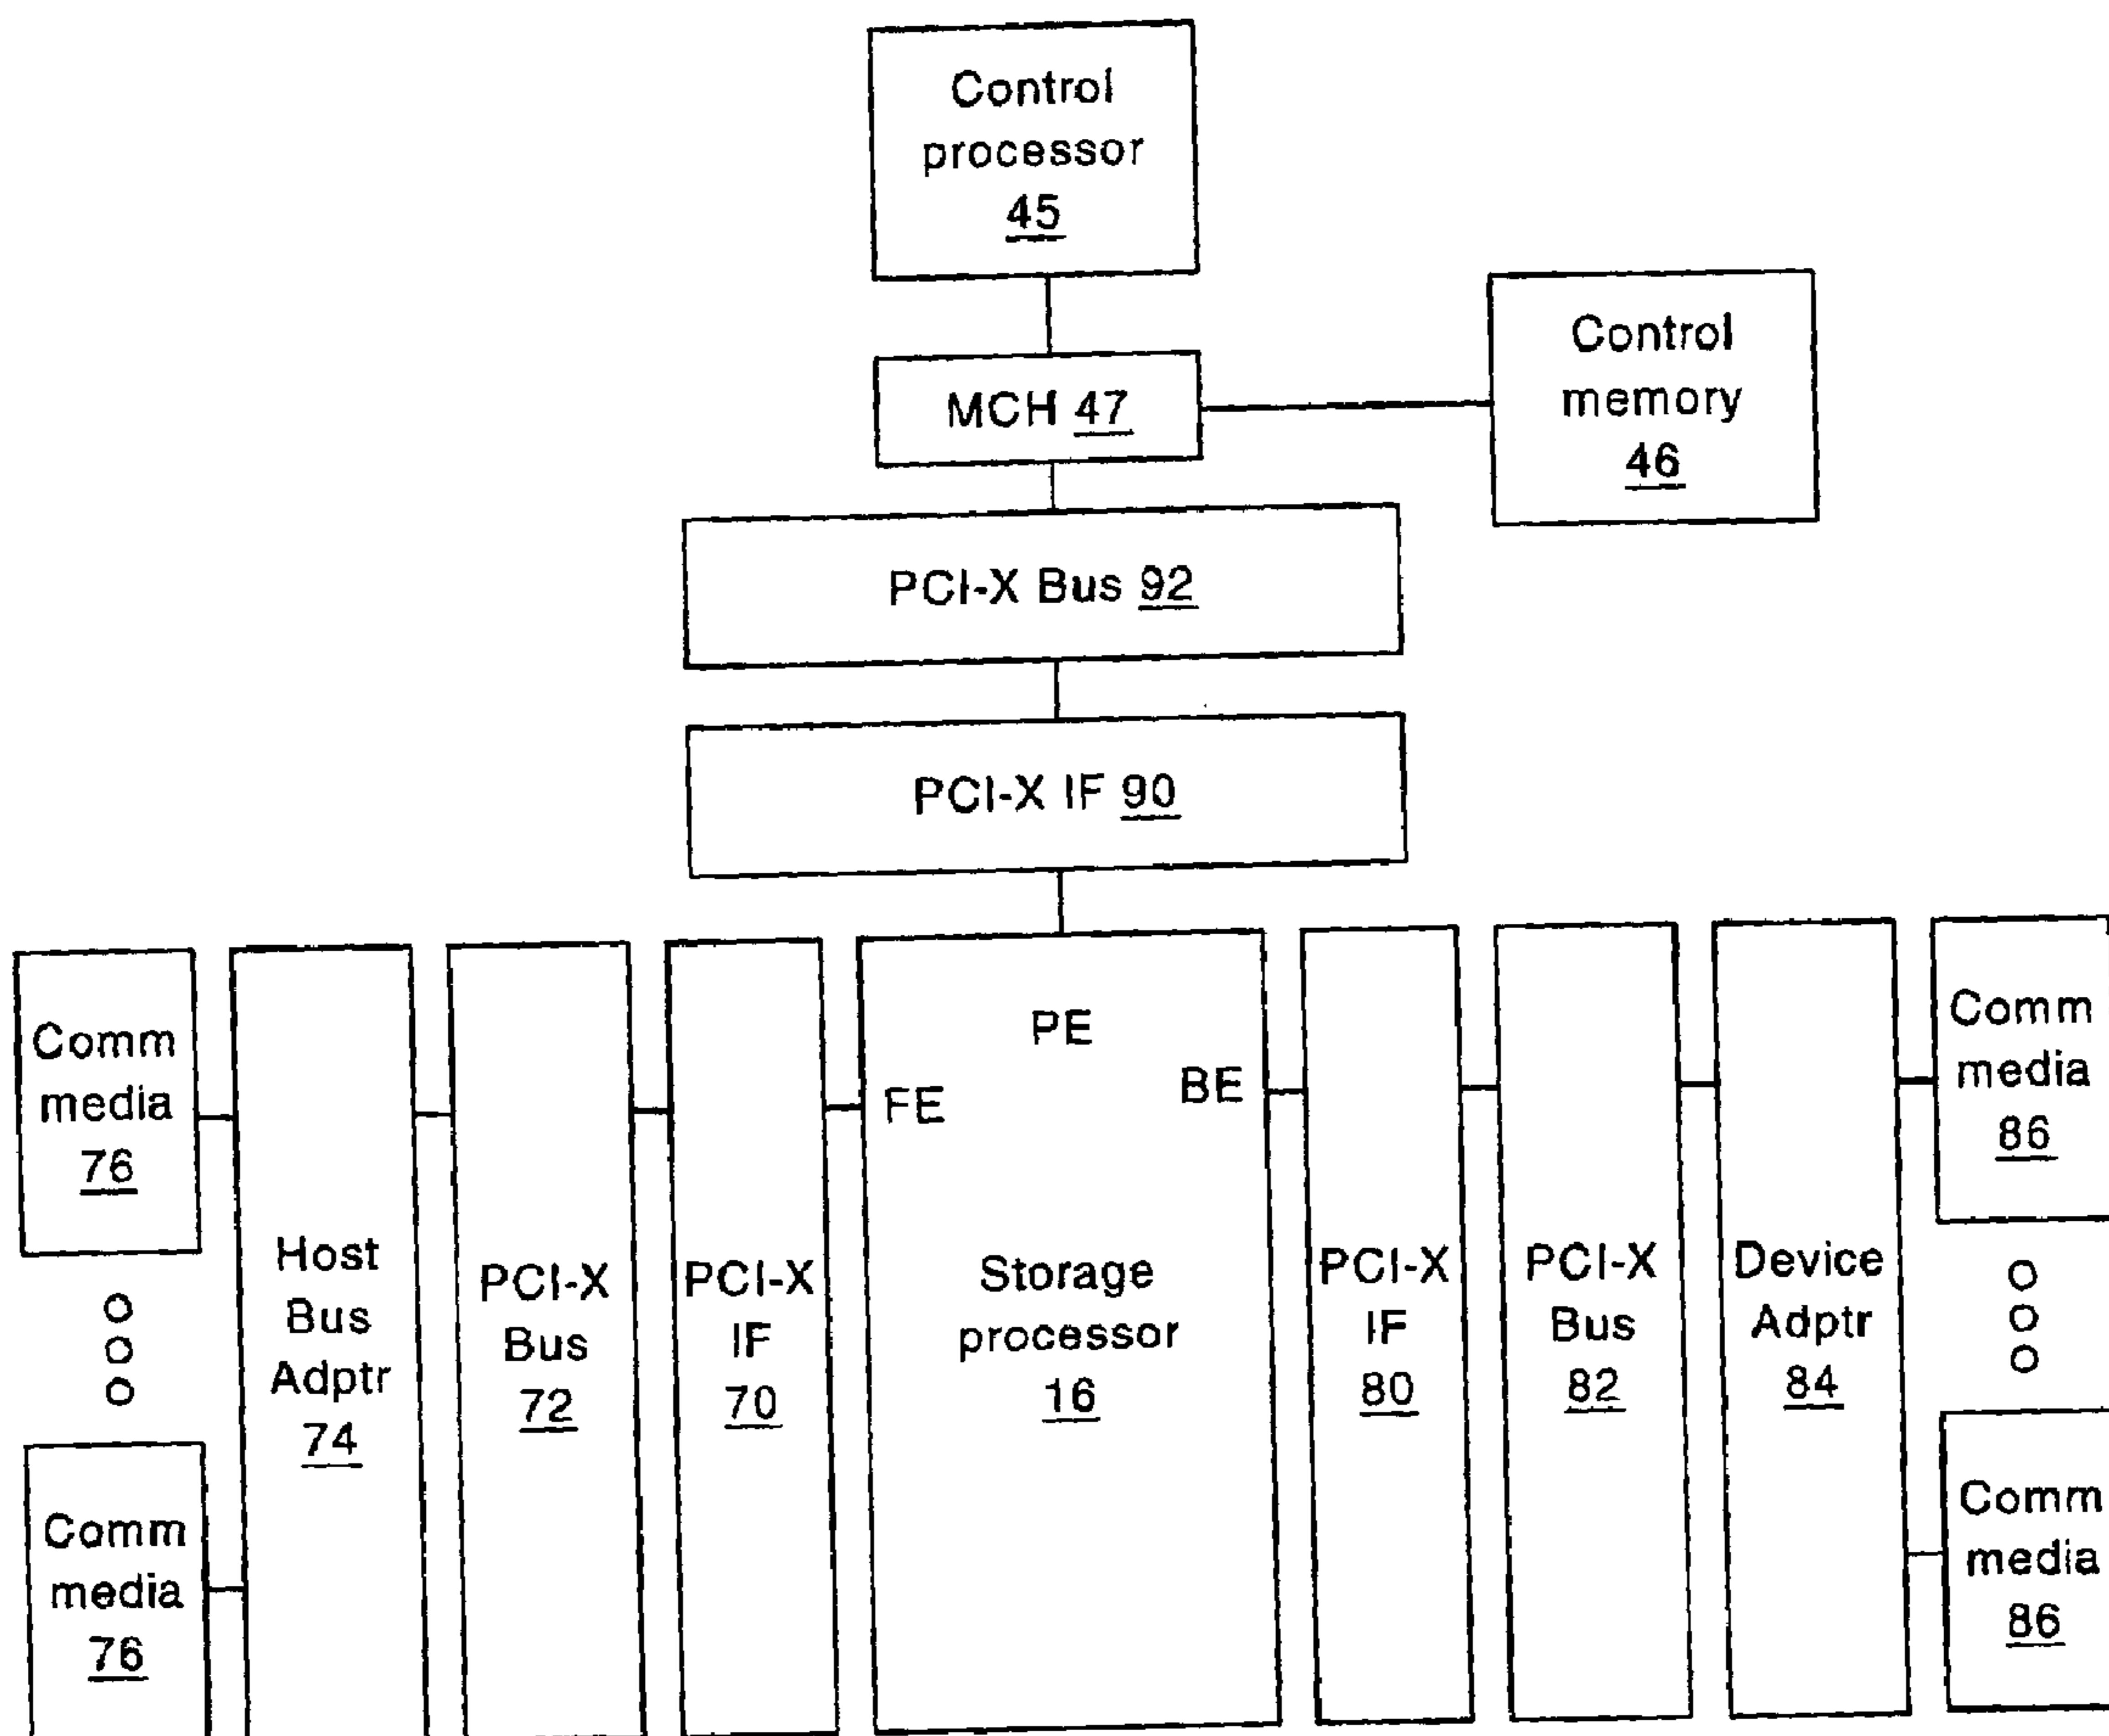 Control
processor
45
Control
memory
46
MCH 47
PCI-X Bus 92
PCI-X IF 90
Comm
media
76
Comm
media
76
Host
Bus
Adptr
74
PCI-X
Bus
72
PCI-X
IF
70
PE
FE
BE
Storage
processor
16
PCI-X
IF
80
PCI-X
Bus
82
Device
Adptr
84
Comm
media
86
Comm
media
86